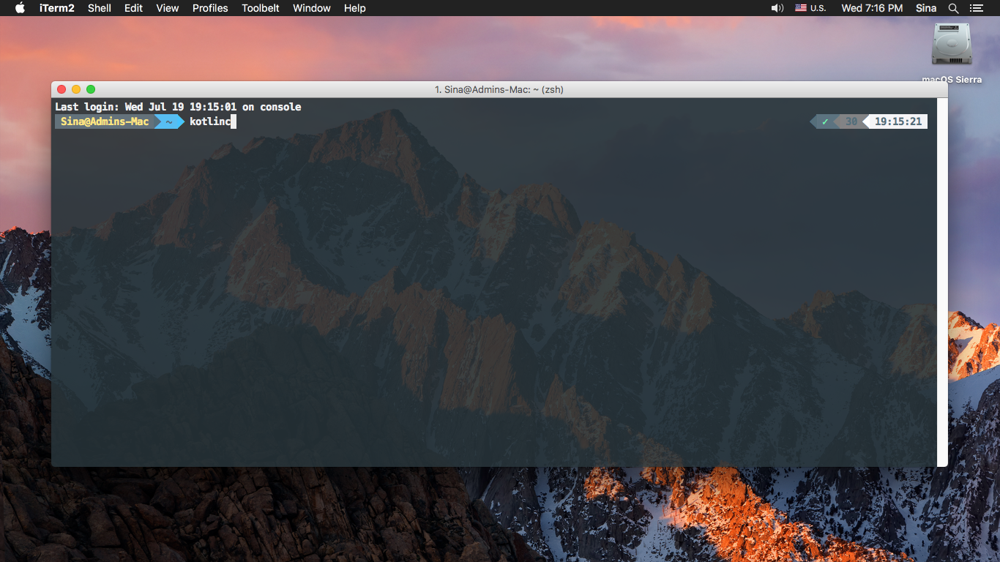 iTerm2 Shell Edit View Profiles Toolbelt Window Help U.S. Wed 7:16 PM Sina
macOS Sierra
1. Sina@Admins-Mac: ~ (zsh)
Last login: Wed Jul 19 19:15:01 on console
Sina@Admins-Mac ~ kotlinc ✓ 30 19:15:21